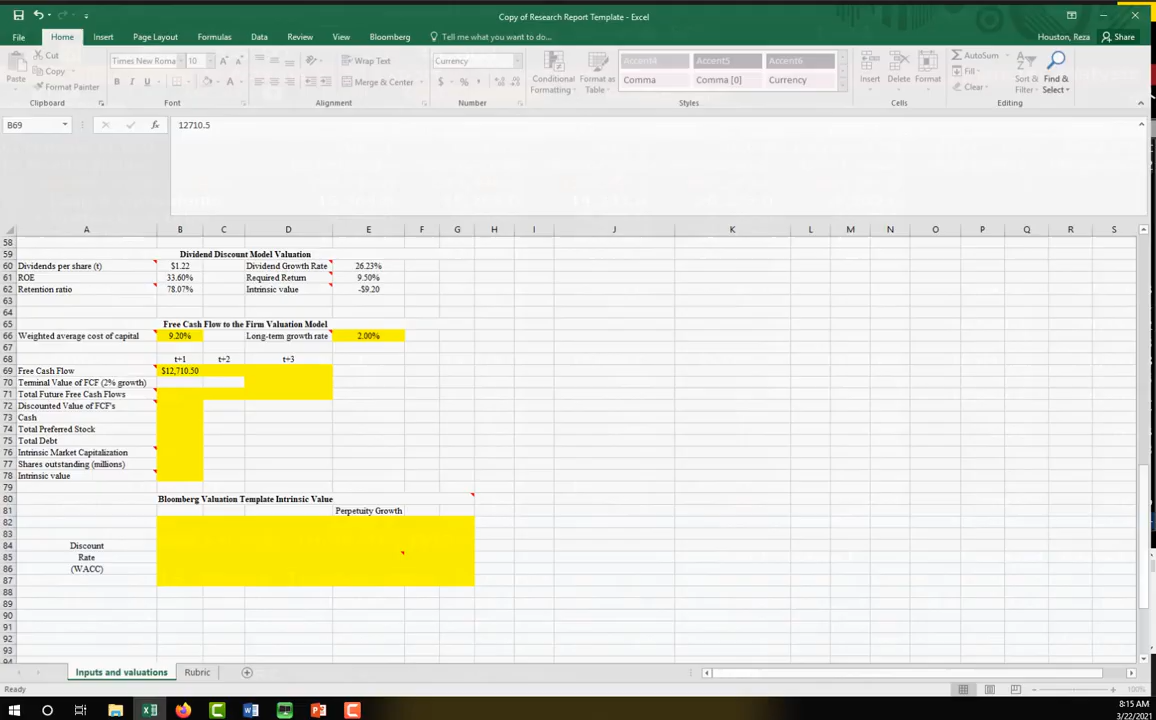 Copy of Research Report Template - Excel
File Home Insert Page Layout Formulas Data Review View Bloomberg Tell me what you want to do... Houston, Reza Share
Cut
Copy
Format Painter
Paste
Clipboard
Times New Roma 10
B I U
Font
Wrap Text
Merge & Center
Alignment
Currency
$ % ,
Number
Conditional Formatting
Format as Table
Accent4 Accent5 Accent6
Comma Comma [0] Currency
Styles
Insert Delete Format
Cells
AutoSum
Fill
Clear
Sort & Filter
Find & Select
Editing
B69 fx 12710.5
A B C D E F G H I J K L M N O P Q R S
58
59 Dividend Discount Model Valuation
60 Dividends per share (t) $1.22 Dividend Growth Rate 26.23%
61 ROE 33.60% Required Return 9.50%
62 Retention ratio 78.07% Intrinsic value -$9.20
63
64
65 Free Cash Flow to the Firm Valuation Model
66 Weighted average cost of capital 9.20% Long-term growth rate 2.00%
67
68 t+1 t+2 t+3
69 Free Cash Flow $12,710.50
70 Terminal Value of FCF (2% growth)
71 Total Future Free Cash Flows
72 Discounted Value of FCF's
73 Cash
74 Total Preferred Stock
75 Total Debt
76 Intrinsic Market Capitalization
77 Shares outstanding (millions)
78 Intrinsic value
79
80 Bloomberg Valuation Template Intrinsic Value
81 Perpetuity Growth
82
83
84 Discount
85 Rate
86 (WACC)
87
88
89
90
91
92
93
94
Inputs and valuations Rubric
Ready 100%
8:15 AM
3/22/2021